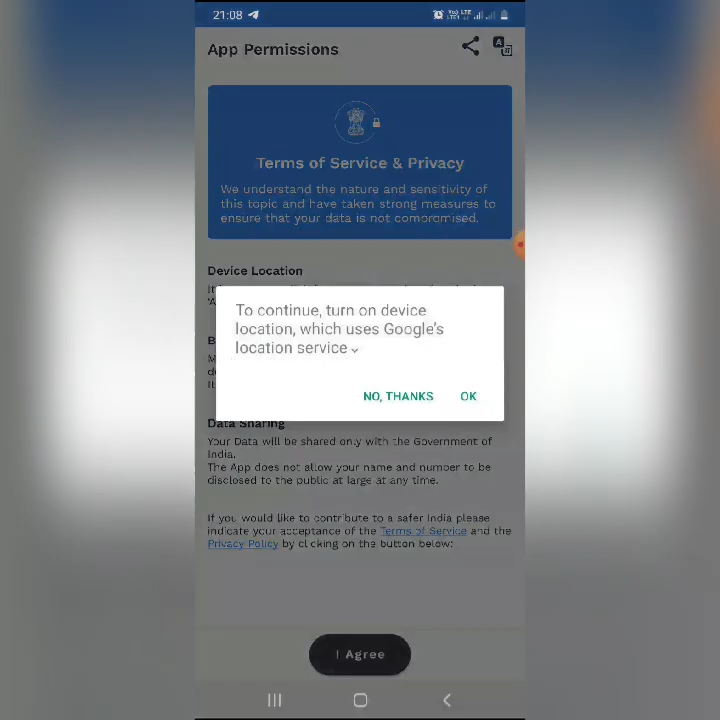 21:08
Vo) LTE
LTE1
App Permissions
A
Terms of Service & Privacy
We understand the nature and sensitivity of
this topic and have taken strong measures to
ensure that your data is not compromised.
Device Location
To continue, turn on device
location, which uses Google's
location service
NO, THANKS OK
Data Sharing
Your Data will be shared only with the Government of
India.
The App does not allow your name and number to be
disclosed to the public at large at any time.
If you would like to contribute to a safer India please
indicate your acceptance of the Terms of Service and the
Privacy Policy by clicking on the button below:
I Agree